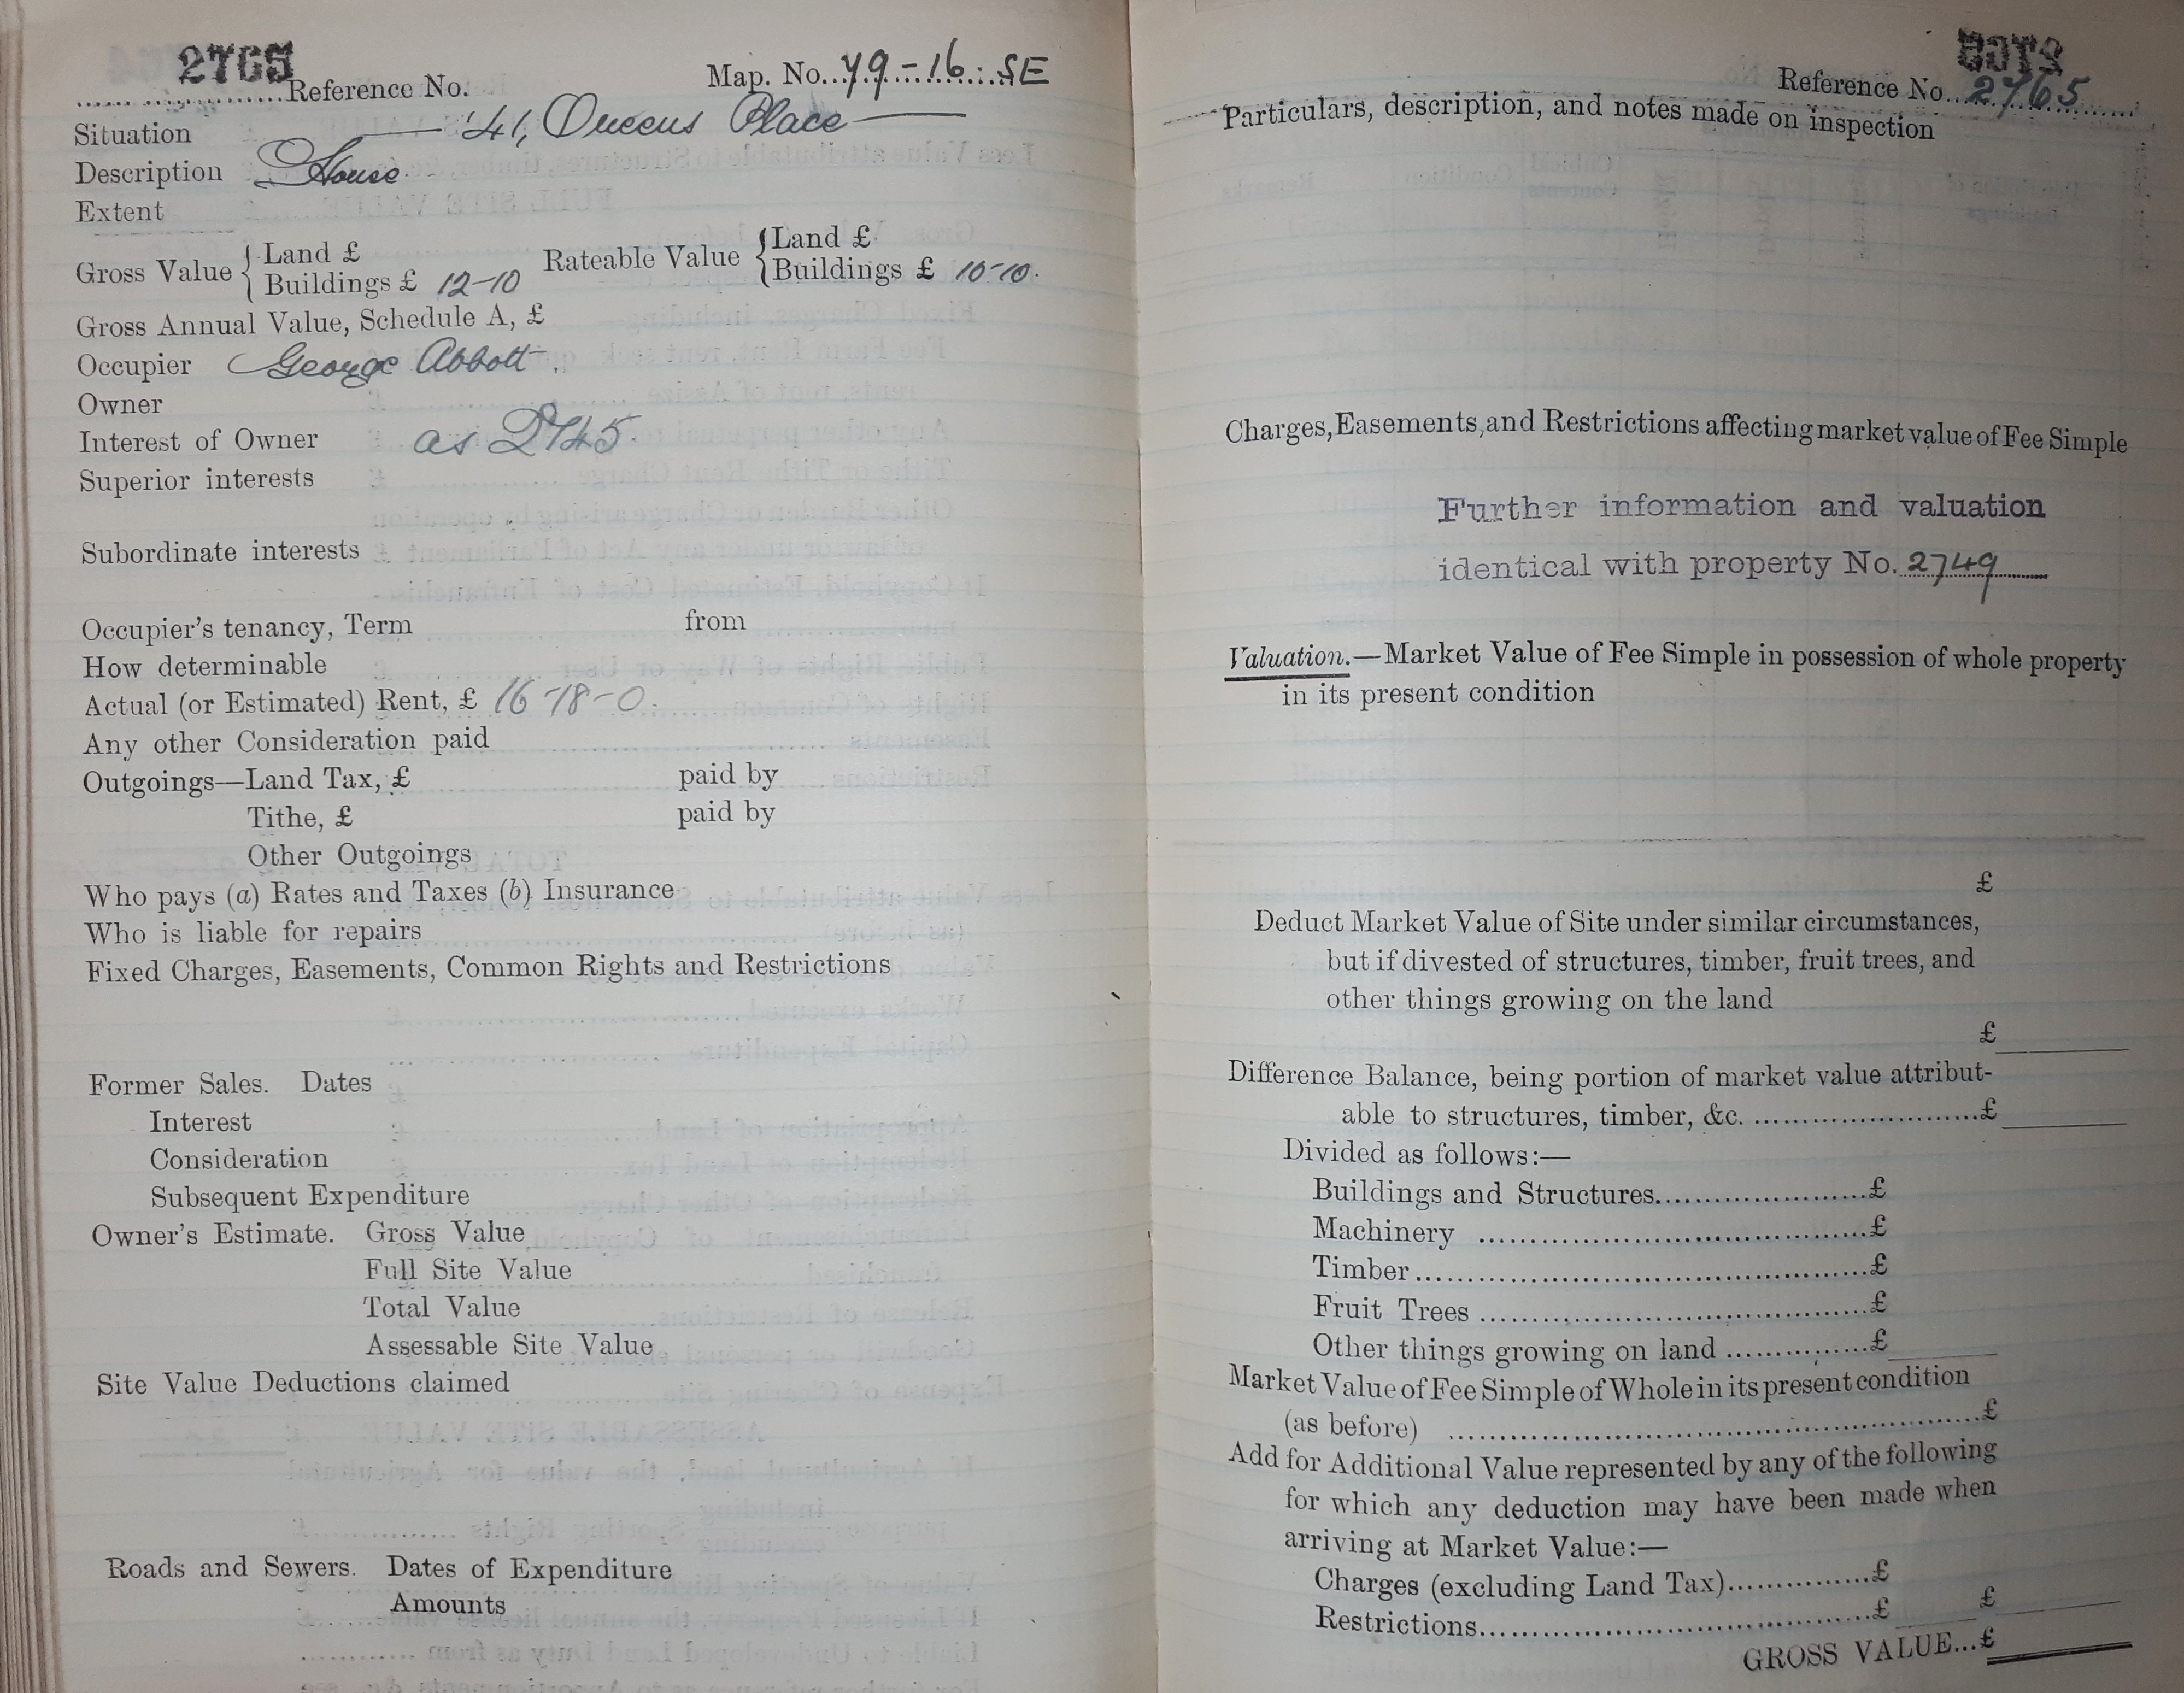 2765
Reference No. Map. No. 79-16: SE
Situation 41, Queens Place
Description House
Extent
Gross Value { Land £ Rateable Value { Land £
Buildings £ 12-10 Buildings £ 10-10.
Gross Annual Value, Schedule A, £
Occupier George Abbott.
Owner
Interest of Owner as 2745.
Superior interests
Subordinate interests
Occupier's tenancy, Term from
How determinable
Actual (or Estimated) Rent, £ 16-18-0.
Any other Consideration paid
Outgoings—Land Tax, £ paid by
Tithe, £ paid by
Other Outgoings
Who pays (a) Rates and Taxes (b) Insurance
Who is liable for repairs
Fixed Charges, Easements, Common Rights and Restrictions
Former Sales. Dates
Interest
Consideration
Subsequent Expenditure
Owner's Estimate. Gross Value
Full Site Value
Total Value
Assessable Site Value
Site Value Deductions claimed
Roads and Sewers. Dates of Expenditure
Amounts
Reference No. 2765
Particulars, description, and notes made on inspection
Charges, Easements, and Restrictions affecting market value of Fee Simple
Further information and valuation
identical with property No. 2749
Valuation.—Market Value of Fee Simple in possession of whole property
in its present condition
£
Deduct Market Value of Site under similar circumstances,
but if divested of structures, timber, fruit trees, and
other things growing on the land
£
Difference Balance, being portion of market value attribut-
able to structures, timber, &c. ........................£
Divided as follows:—
Buildings and Structures........................£
Machinery ........................£
Timber........................£
Fruit Trees ........................£
Other things growing on land ................£
Market Value of Fee Simple of Whole in its present condition
(as before) ........................£
Add for Additional Value represented by any of the following
for which any deduction may have been made when
arriving at Market Value:—
Charges (excluding Land Tax)................£
Restrictions........................£ £
GROSS VALUE...£